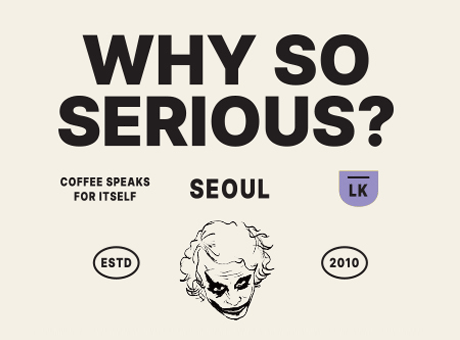 WHY SO
SERIOUS?
COFFEE SPEAKS
FOR ITSELF
SEOUL
LK
ESTD
2010